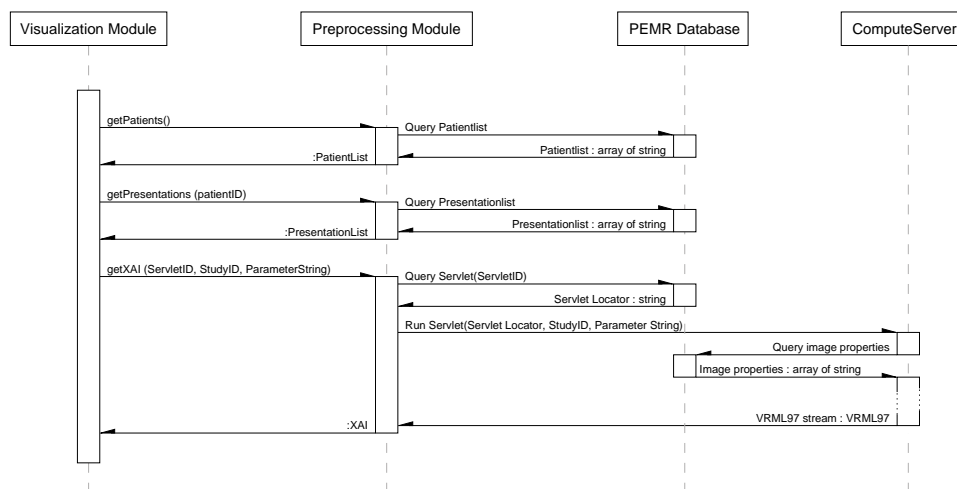 Visualization Module
Preprocessing Module
PEMR Database
ComputeServer
getPatients()
Query Patientlist
Patientlist : array of string
:PatientList
getPresentations (patientID)
Query Presentationlist
Presentationlist : array of string
:PresentationList
getXAI (ServletID, StudyID, ParameterString)
Query Servlet(ServletID)
Servlet Locator : string
Run Servlet(Servlet Locator, StudyID, Parameter String)
Query image properties
Image properties : array of string
VRML97 stream : VRML97
:XAI